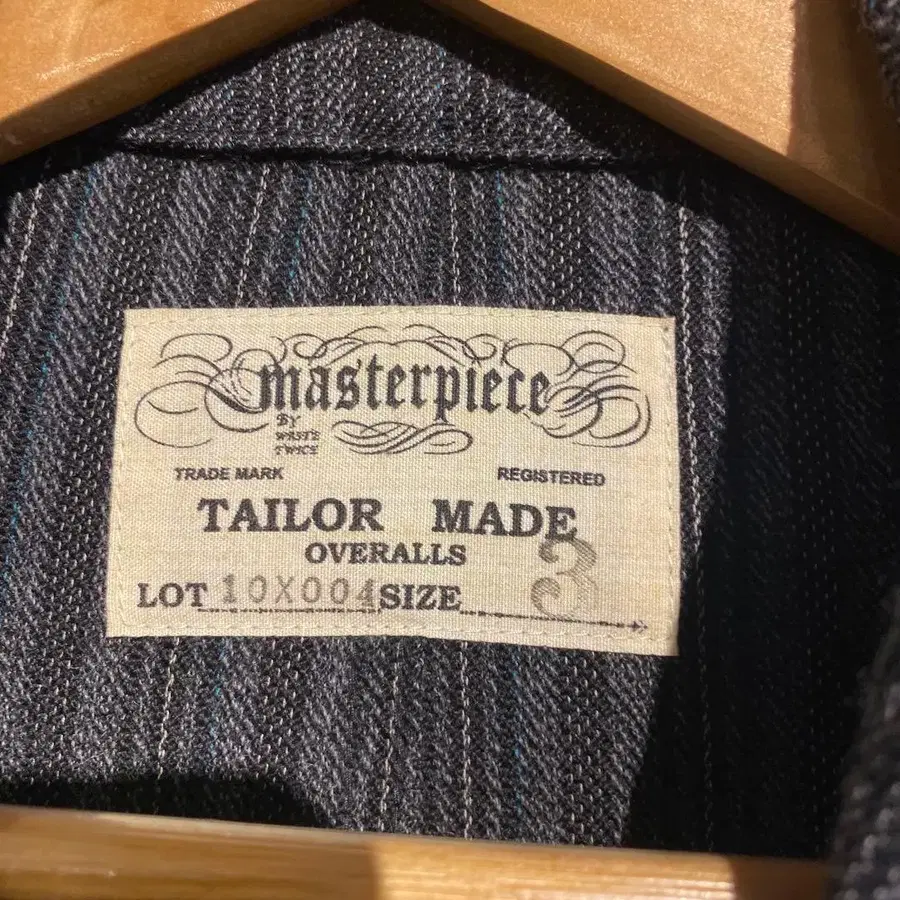 masterpiece
BY
WASTE
TWICE
TRADE MARK REGISTERED
TAILOR MADE
OVERALLS
LOT 10X004 SIZE 3